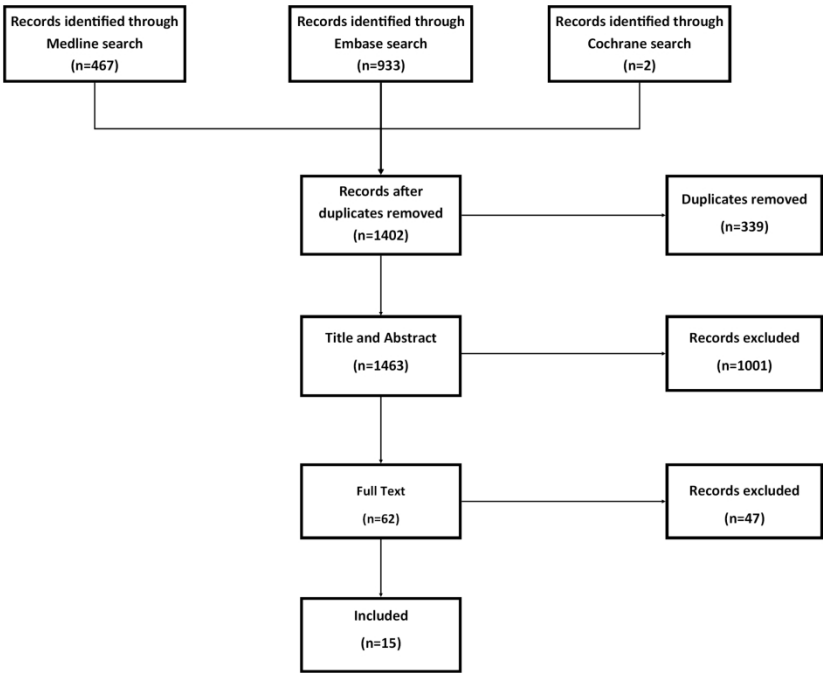 Records identified through
Medline search
(n=467)
Records identified through
Embase search
(n=933)
Records identified through
Cochrane search
(n=2)
Records after
duplicates removed
(n=1402)
Duplicates removed
(n=339)
Title and Abstract
(n=1463)
Records excluded
(n=1001)
Full Text
(n=62)
Records excluded
(n=47)
Included
(n=15)